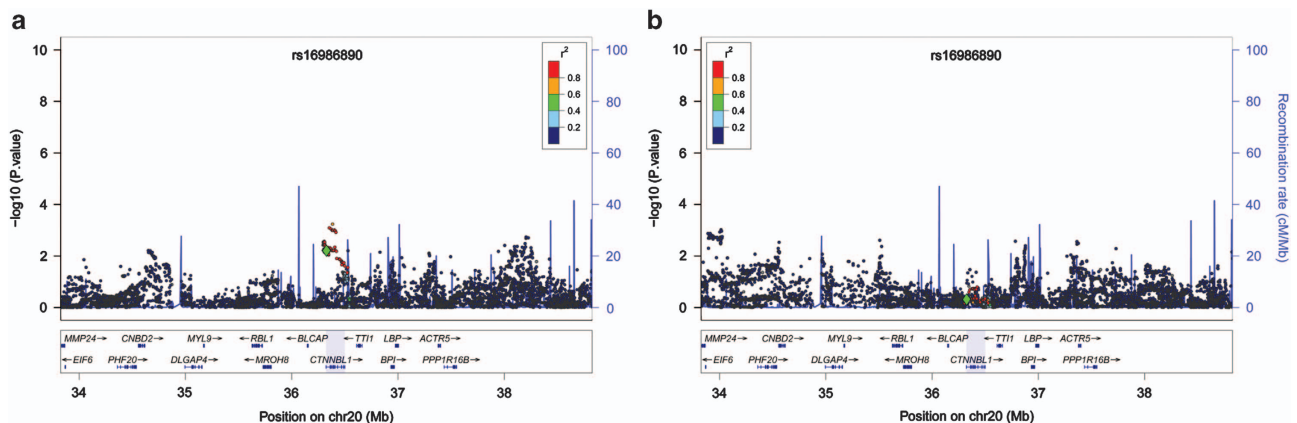 a
rs16986890
r2
0.8
0.6
0.4
0.2
10
8
6
4
2
0
−log10 (P.value)
100
80
60
40
20
0
MMP24→ CNBD2→ MYL9→ ←RBL1 ←BLCAP ←TTI1 LBP→ ACTR5→
←EIF6 PHF20→ DLGAP4→ ←MROH8 CTNNBL1→ BPI→ PPP1R16B→
34 35 36 37 38
Position on chr20 (Mb)
b
rs16986890
r2
0.8
0.6
0.4
0.2
10
8
6
4
2
0
−log10 (P.value)
100
80
60
40
20
0
Recombination rate (cM/Mb)
MMP24→ CNBD2→ MYL9→ ←RBL1 ←BLCAP ←TTI1 LBP→ ACTR5→
←EIF6 PHF20→ DLGAP4→ ←MROH8 CTNNBL1→ BPI→ PPP1R16B→
34 35 36 37 38
Position on chr20 (Mb)